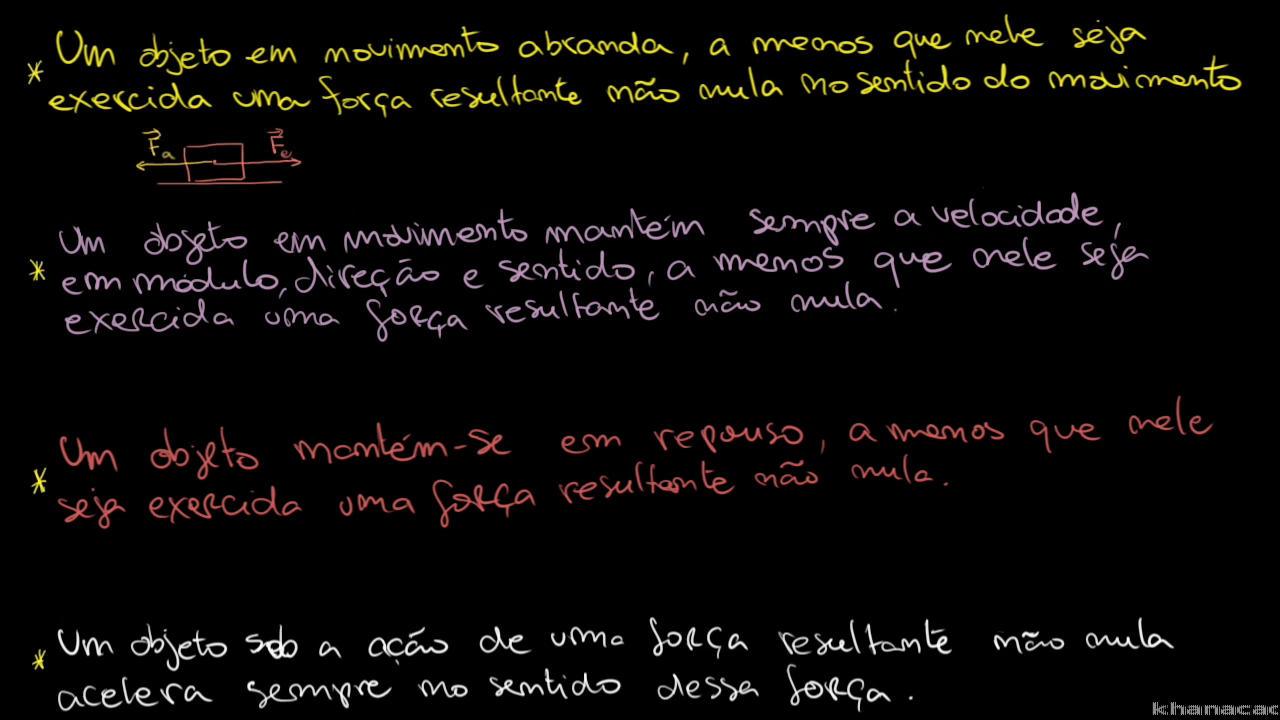 * Um objeto em movimento abranda, a menos que nele seja
exercida uma força resultante não nula no sentido do movimento
F a F e
Um objeto em movimento mantém sempre a velocidade,
* em módulo, direção e sentido, a menos que nele seja
exercida uma força resultante não nula.
Um objeto mantém-se em repouso, a menos que nele
* seja exercida uma força resultante não nula.
Um objeto sob a ação de uma força resultante não nula
* acelera sempre no sentido dessa força.
khanacac